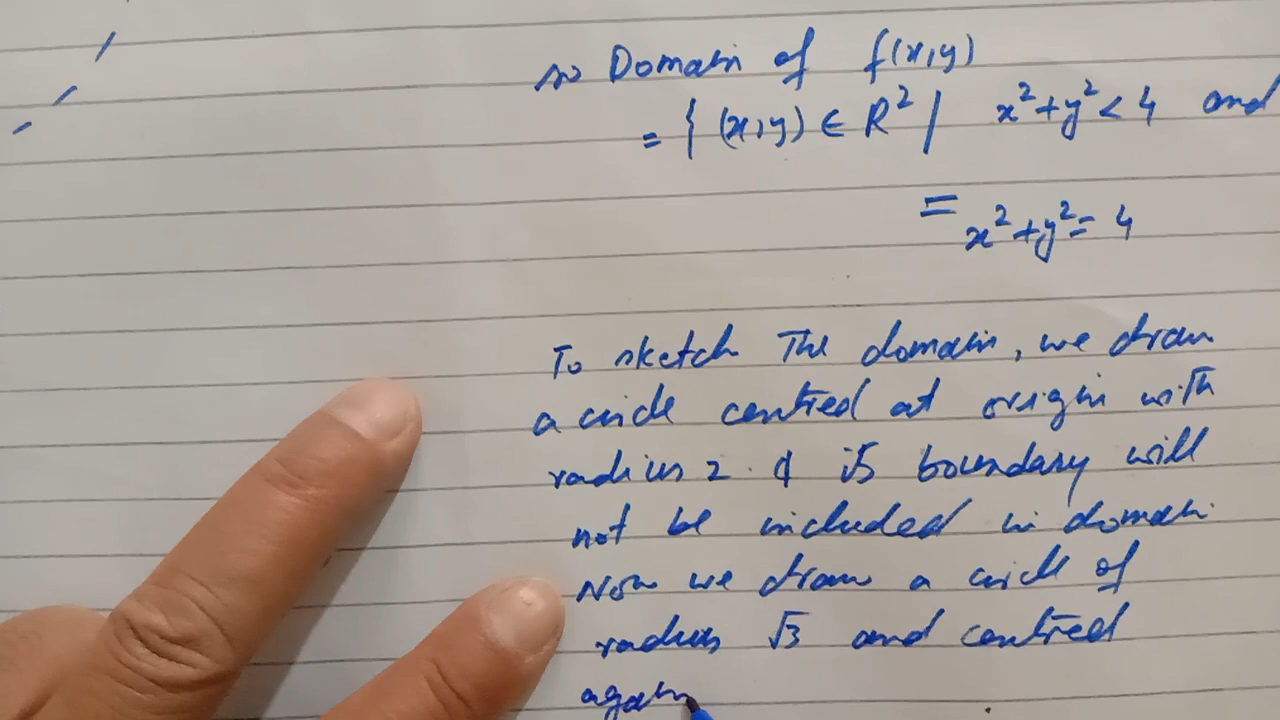 so Domain of f(x,y)
= { (x,y) ∈ R² | x²+y² < 4 and
= x²+y² = 4
To sketch The domain, we draw
a circle centred at origin with
radius 2. & its boundary will
not be included in domain.
Now we draw a circle of
radius √3 and centred
again